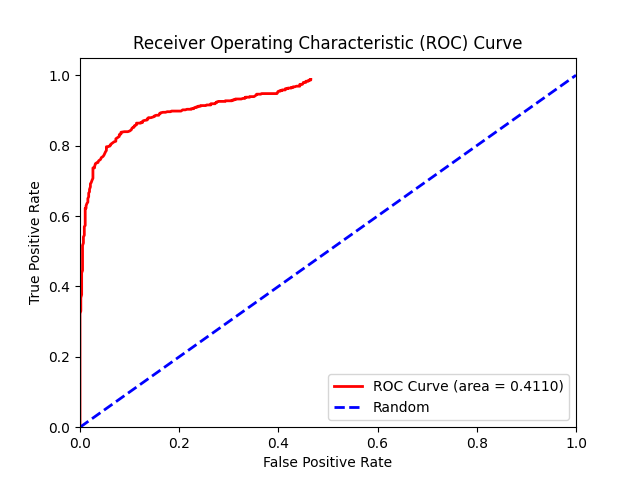 Receiver Operating Characteristic (ROC) Curve
1.0
0.8
0.6
0.4
0.2
0.0
True Positive Rate
ROC Curve (area = 0.4110)
Random
0.0 0.2 0.4 0.6 0.8 1.0
False Positive Rate